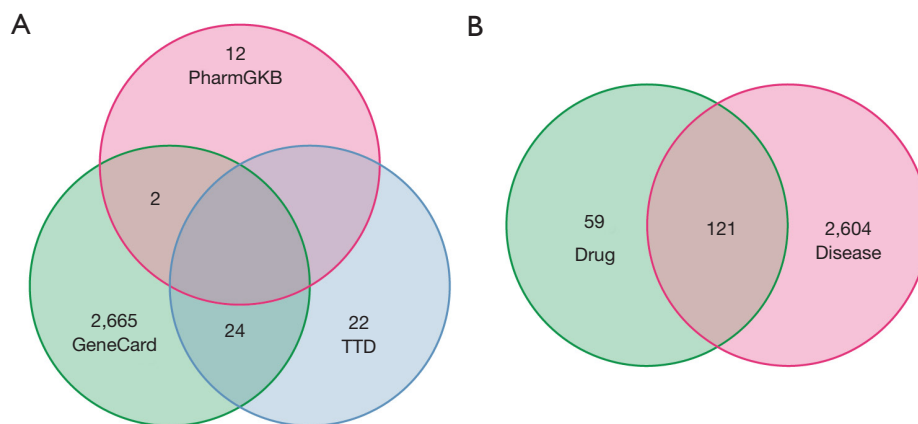 A
12
PharmGKB
2
2,665
GeneCard
24
22
TTD
B
59
Drug
121
2,604
Disease